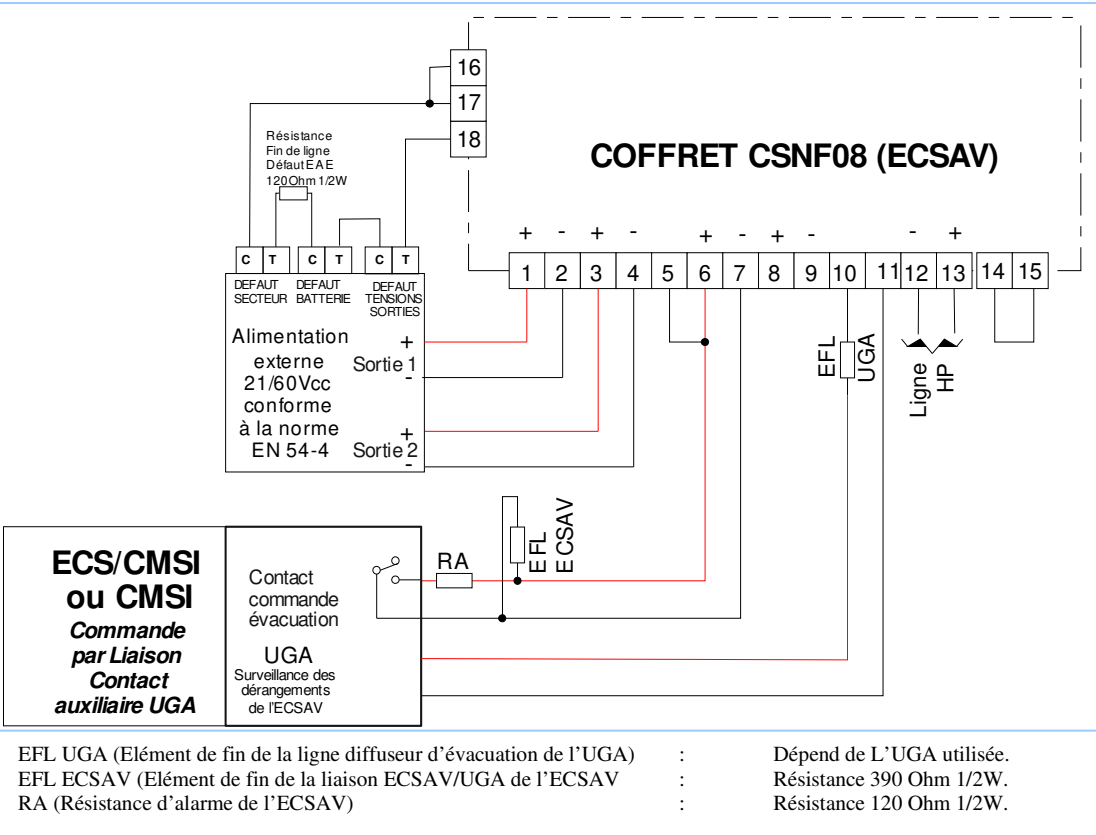 16
17
18
Résistance
Fin de ligne
Défaut EAE
120Ohm 1/2W
COFFRET CSNF08 (ECSAV)
+ - + - + - + - - +
1 2 3 4 5 6 7 8 9 10 11 12 13 14 15
C T C T C T
DEFAUT
SECTEUR
DEFAUT
BATTERIE
DEFAUT
TENSIONS
SORTIES
Alimentation
externe
21/60Vcc
conforme
à la norme
EN 54-4
+
Sortie 1
-
+
Sortie 2
-
EFL
UGA
Ligne
HP
EFL
ECSAV
RA
ECS/CMSI
ou CMSI
Commande
par Liaison
Contact
auxiliaire UGA
Contact
commande
évacuation
UGA
Surveillance des
dérangements
de l'ECSAV
EFL UGA (Elément de fin de la ligne diffuseur d'évacuation de l'UGA) : Dépend de L'UGA utilisée.
EFL ECSAV (Elément de fin de la liaison ECSAV/UGA de l'ECSAV : Résistance 390 Ohm 1/2W.
RA (Résistance d'alarme de l'ECSAV) : Résistance 120 Ohm 1/2W.